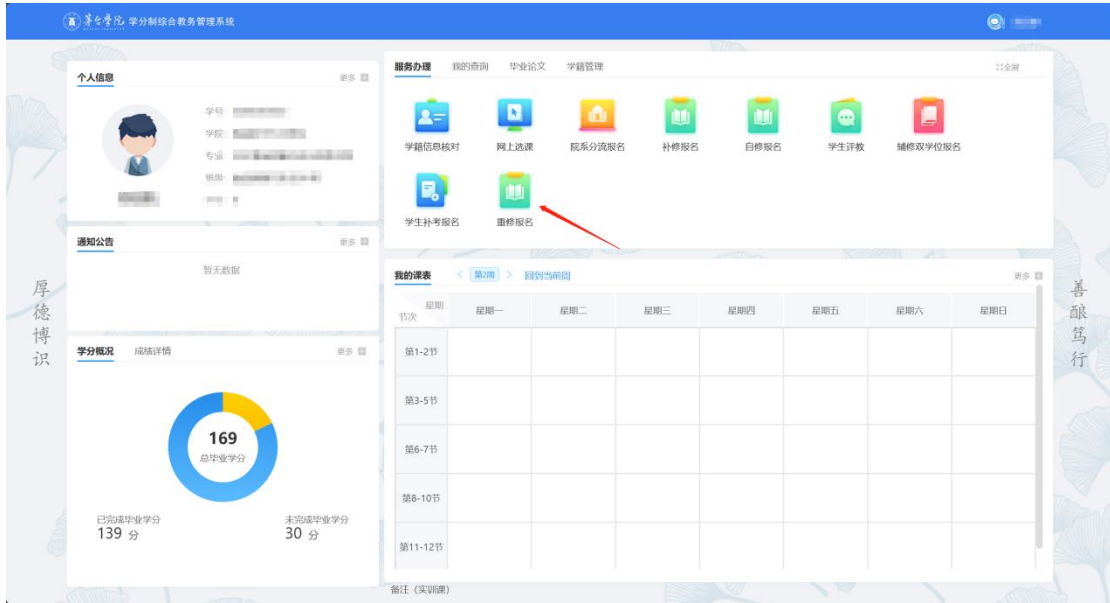 茅台学院 学分制综合教务管理系统
个人信息
更多
学号
学院
专业
班级
通知公告
更多
暂无数据
学分概况 成绩详情
更多
169
总毕业学分
已完成毕业学分
139 分
未完成毕业学分
30 分
服务办理 我的查询 毕业论文 学籍管理
全屏
学籍信息核对 网上选课 院系分流报名 补修报名 自修报名 学生评教 辅修双学位报名
学生补考报名 重修报名
我的课表 < 第2周 > 回到当前周
更多
星期
节次
星期一 星期二 星期三 星期四 星期五 星期六 星期日
第1-2节
第3-5节
第6-7节
第8-10节
第11-12节
备注（实训课）
厚德博识
善酿笃行